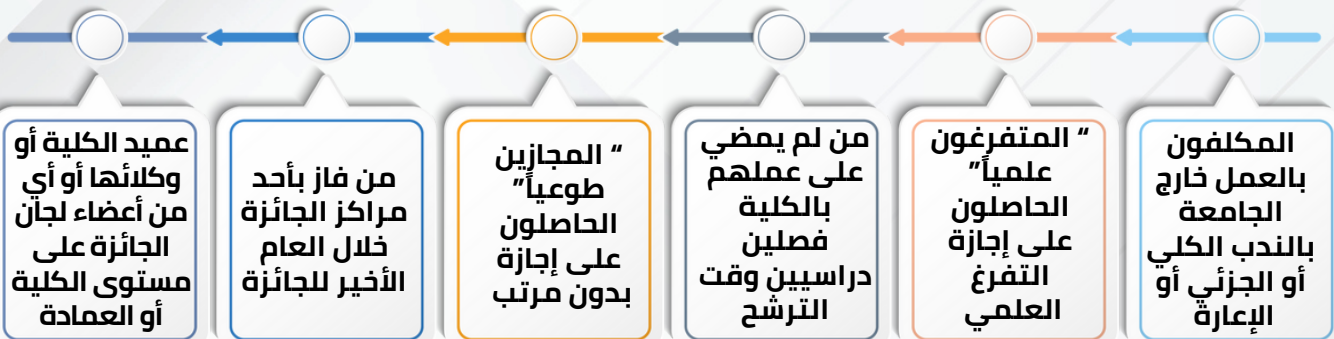 المكلفون
بالعمل خارج
الجامعة
بالندب الكلي
أو الجزئي أو
الإعارة
“ المتفرغون
علمياً”
الحاصلون
على إجازة
التفرغ
العلمي
من لم يمضي
على عملهم
بالكلية
فصلين
دراسيين وقت
الترشح
“ المجازين
طوعياً”
الحاصلون
على إجازة
بدون مرتب
من فاز بأحد
مراكز الجائزة
خلال العام
الأخير للجائزة
عميد الكلية أو
وكلائها أو أي
من أعضاء لجان
الجائزة على
مستوى الكلية
أو العمادة